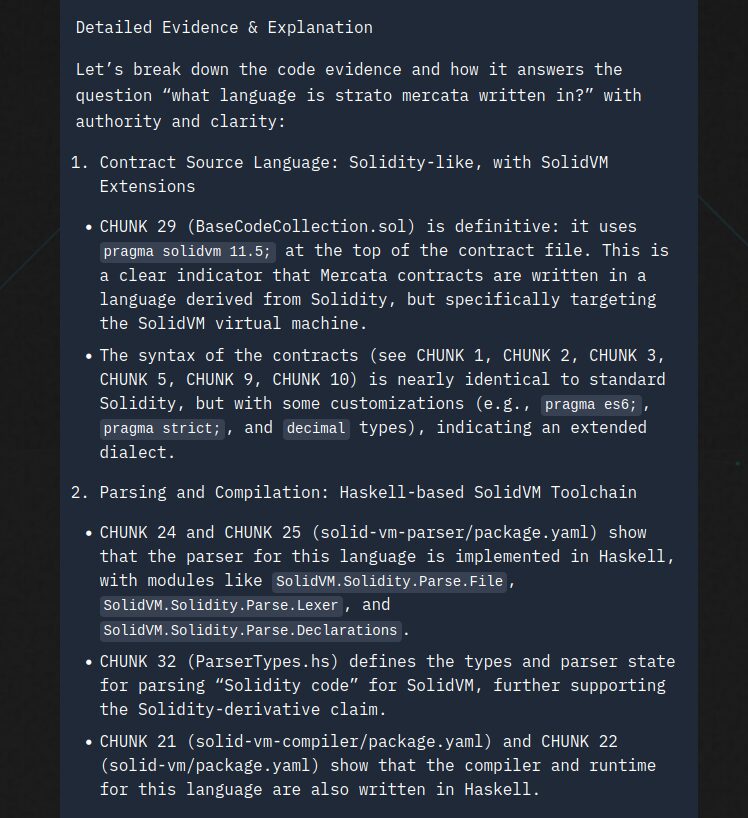 Detailed Evidence & Explanation
Let’s break down the code evidence and how it answers the
question “what language is strato mercata written in?” with
authority and clarity:
1. Contract Source Language: Solidity-like, with SolidVM
Extensions
• CHUNK 29 (BaseCodeCollection.sol) is definitive: it uses
pragma solidvm 11.5; at the top of the contract file. This is
a clear indicator that Mercata contracts are written in a
language derived from Solidity, but specifically targeting
the SolidVM virtual machine.
• The syntax of the contracts (see CHUNK 1, CHUNK 2, CHUNK 3,
CHUNK 5, CHUNK 9, CHUNK 10) is nearly identical to standard
Solidity, but with some customizations (e.g., pragma es6;,
pragma strict;, and decimal types), indicating an extended
dialect.
2. Parsing and Compilation: Haskell-based SolidVM Toolchain
• CHUNK 24 and CHUNK 25 (solid-vm-parser/package.yaml) show
that the parser for this language is implemented in Haskell,
with modules like SolidVM.Solidity.Parse.File,
SolidVM.Solidity.Parse.Lexer, and
SolidVM.Solidity.Parse.Declarations.
• CHUNK 32 (ParserTypes.hs) defines the types and parser state
for parsing “Solidity code” for SolidVM, further supporting
the Solidity-derivative claim.
• CHUNK 21 (solid-vm-compiler/package.yaml) and CHUNK 22
(solid-vm/package.yaml) show that the compiler and runtime
for this language are also written in Haskell.